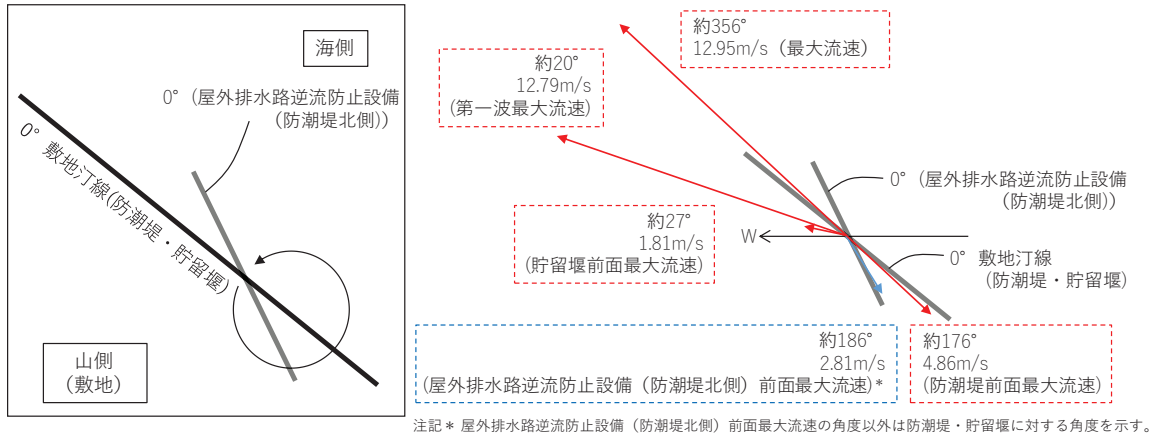 海側
0°（屋外排水路逆流防止設備
（防潮堤北側））
0° 敷地汀線(防潮堤・貯留堰)
山側
（敷地）
約356°
12.95m/s（最大流速）
約20°
12.79m/s
(第一波最大流速)
0°（屋外排水路逆流防止設備
（防潮堤北側））
約27°
1.81m/s
(貯留堰前面最大流速)
W
0° 敷地汀線
(防潮堤・貯留堰)
約186°
2.81m/s
(屋外排水路逆流防止設備（防潮堤北側）前面最大流速)*
約176°
4.86m/s
(防潮堤前面最大流速)
注記＊ 屋外排水路逆流防止設備（防潮堤北側）前面最大流速の角度以外は防潮堤・貯留堰に対する角度を示す。